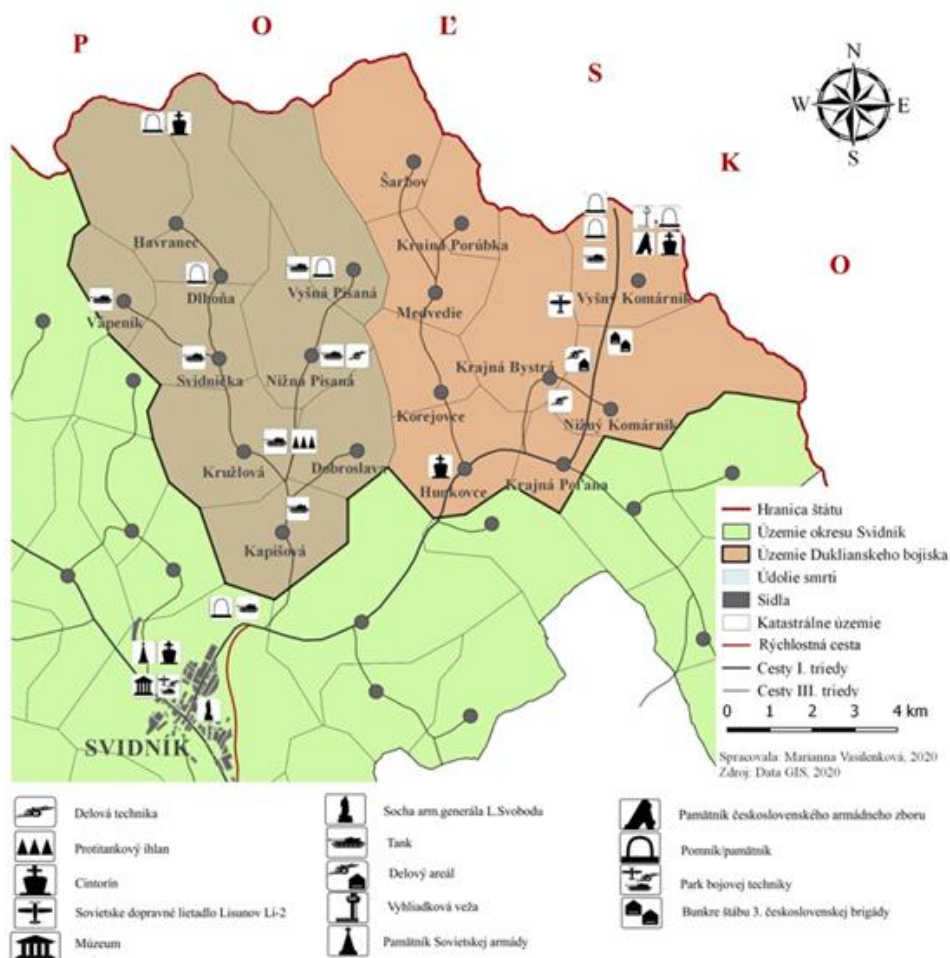 P O Ľ S K O
N
W E
S
Šarbov
Havranec
Krainá Porúbka
Dlhoňa
Vyšná Pisaná
Vyšný Komárnik
Vápeník
Medvedie
Svidnička
Nižná Pisaná
Krajná Bystrá
Korejovce
Nižný Komárnik
Kružlová
Dobroslava
Hunkovce
Krajná Poľana
Kapišová
SVIDNÍK
Hranica štátu
Územie okresu Svidník
Územie Duklianskeho bojiska
Údolie smrti
Sídla
Katastrálne územie
Rýchlostná cesta
Cesty I. triedy
Cesty III. triedy
0 1 2 3 4 km
Spracovala: Marianna Vasilenková, 2020
Zdroj: Data GIS, 2020
Delová technika
Protitankový ihlan
Cintorín
Sovietske dopravné lietadlo Lisunov Li-2
Múzeum
Socha arm.generála L.Svobodu
Tank
Delový areál
Vyhliadková veža
Památník Sovietskej armády
Pamätník československého armádneho zboru
Pomník/pamätník
Park bojovej techniky
Bunkre štábu 3. československej brigády